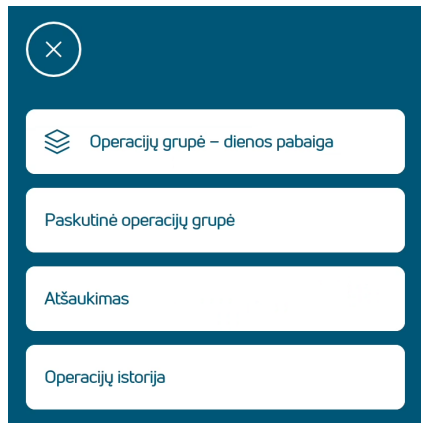 Operacijų grupė – dienos pabaiga
Paskutinė operacijų grupė
Atšaukimas
Operacijų istorija